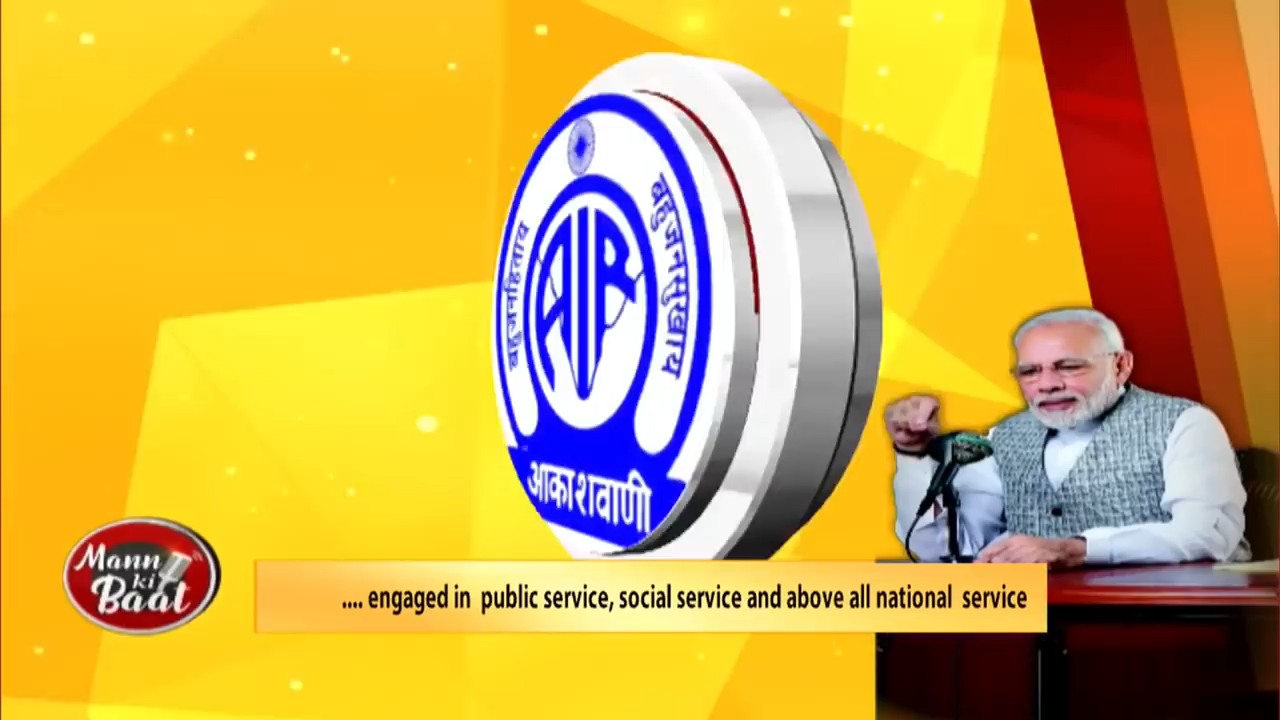 बहुजनहिताय
बहुजनसुखाय
AIR
आकाशवाणी
Mann
ki
Baat
.... engaged in public service, social service and above all national service